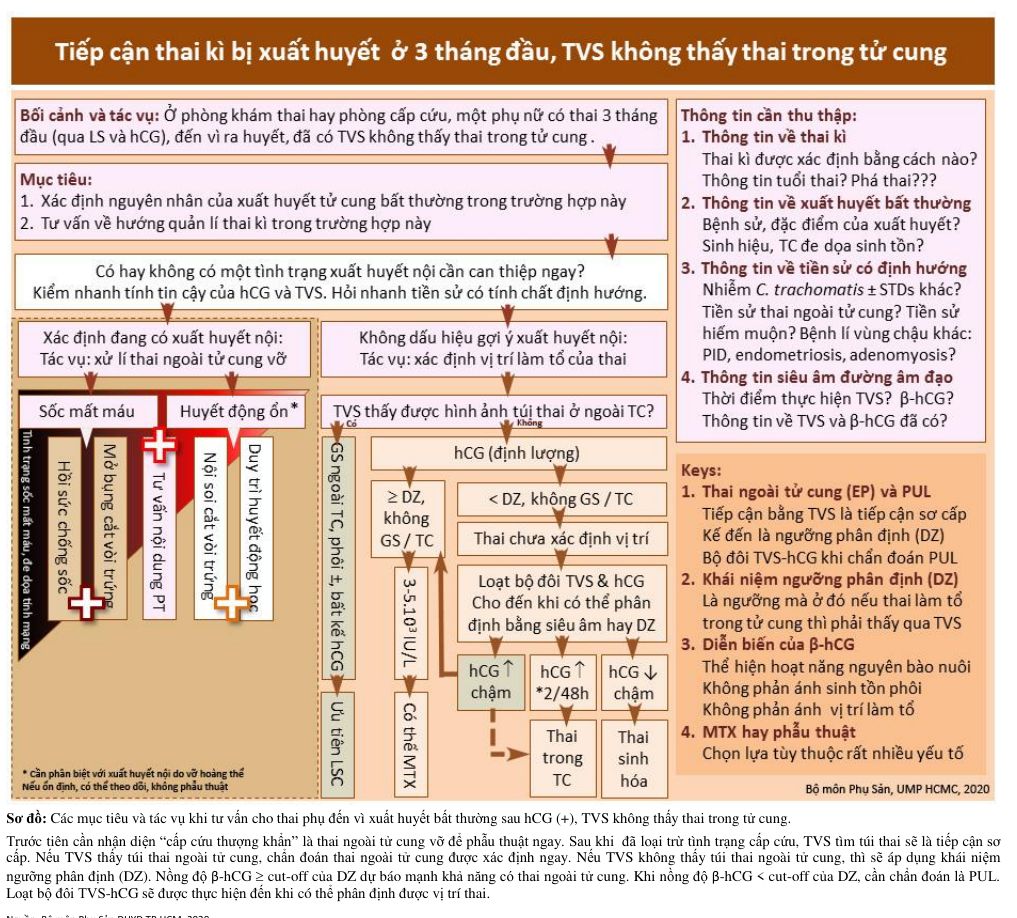 Tiếp cận thai kì bị xuất huyết ở 3 tháng đầu, TVS không thấy thai trong tử cung
Bối cảnh và tác vụ: Ở phòng khám thai hay phòng cấp cứu, một phụ nữ có thai 3 tháng
đầu (qua LS và hCG), đến vì ra huyết, đã có TVS không thấy thai trong tử cung .
Mục tiêu:
1. Xác định nguyên nhân của xuất huyết tử cung bất thường trong trường hợp này
2. Tư vấn về hướng quản lí thai kì trong trường hợp này
Có hay không có một tình trạng xuất huyết nội cần can thiệp ngay?
Kiểm nhanh tính tin cậy của hCG và TVS. Hỏi nhanh tiền sử có tính chất định hướng.
Xác định đang có xuất huyết nội:
Tác vụ: xử lí thai ngoài tử cung vỡ
Sốc mất máu
Huyết động ổn*
Tình trạng sốc mất máu, đe dọa tính mạng
Hồi sức chống sốc
Mở bụng cắt vòi trứng
Tư vấn nội dung PT
Nội soi cắt vòi trứng
Duy trì huyết động học
* Cần phân biệt với xuất huyết nội do vỡ hoàng thể
Nếu ổn định, có thể theo dõi, không phẫu thuật
Không dấu hiệu gợi ý xuất huyết nội:
Tác vụ: xác định vị trí làm tổ của thai
TVS thấy được hình ảnh túi thai ở ngoài TC?
Có
Không
GS ngoài TC, phôi ±, bất kể hCG
Ưu tiên LSC
hCG (định lượng)
≥ DZ,
không
GS / TC
3-5.10³ IU/L
Có thể MTX
< DZ, không GS / TC
Thai chưa xác định vị trí
Loạt bộ đôi TVS & hCG
Cho đến khi có thể phân
định bằng siêu âm hay DZ
hCG ↑
chậm
hCG ↑
*2/48h
hCG ↓
chậm
Thai
trong
TC
Thai
sinh
hóa
Thông tin cần thu thập:
1. Thông tin về thai kì
Thai kì được xác định bằng cách nào?
Thông tin tuổi thai? Phá thai???
2. Thông tin về xuất huyết bất thường
Bệnh sử, đặc điểm của xuất huyết?
Sinh hiệu, TC đe dọa sinh tồn?
3. Thông tin về tiền sử có định hướng
Nhiễm C. trachomatis ± STDs khác?
Tiền sử thai ngoài tử cung? Tiền sử
hiếm muộn? Bệnh lí vùng chậu khác:
PID, endometriosis, adenomyosis?
4. Thông tin siêu âm đường âm đạo
Thời điểm thực hiện TVS? β-hCG?
Thông tin về TVS và β-hCG đã có?
Keys:
1. Thai ngoài tử cung (EP) và PUL
Tiếp cận bằng TVS là tiếp cận sơ cấp
Kế đến là ngưỡng phân định (DZ)
Bộ đôi TVS-hCG khi chẩn đoán PUL
2. Khái niệm ngưỡng phân định (DZ)
Là ngưỡng mà ở đó nếu thai làm tổ
trong tử cung thì phải thấy qua TVS
3. Diễn biến của β-hCG
Thể hiện hoạt năng nguyên bào nuôi
Không phản ánh sinh tồn phôi
Không phản ánh vị trí làm tổ
4. MTX hay phẫu thuật
Chọn lựa tùy thuộc rất nhiều yếu tố
Bộ môn Phụ Sản, UMP HCMC, 2020
Sơ đồ: Các mục tiêu và tác vụ khi tư vấn cho thai phụ đến vì xuất huyết bất thường sau hCG (+), TVS không thấy thai trong tử cung.
Trước tiên cần nhận diện “cấp cứu thượng khẩn” là thai ngoài tử cung vỡ để phẫu thuật ngay. Sau khi đã loại trừ tình trạng cấp cứu, TVS tìm túi thai sẽ là tiếp cận sơ
cấp. Nếu TVS thấy túi thai ngoài tử cung, chẩn đoán thai ngoài tử cung được xác định ngay. Nếu TVS không thấy túi thai ngoài tử cung, thì sẽ áp dụng khái niệm
ngưỡng phân định (DZ). Nồng độ β-hCG ≥ cut-off của DZ dự báo mạnh khả năng có thai ngoài tử cung. Khi nồng độ β-hCG < cut-off của DZ, cần chẩn đoán là PUL.
Loạt bộ đôi TVS-hCG sẽ được thực hiện đến khi có thể phân định được vị trí thai.